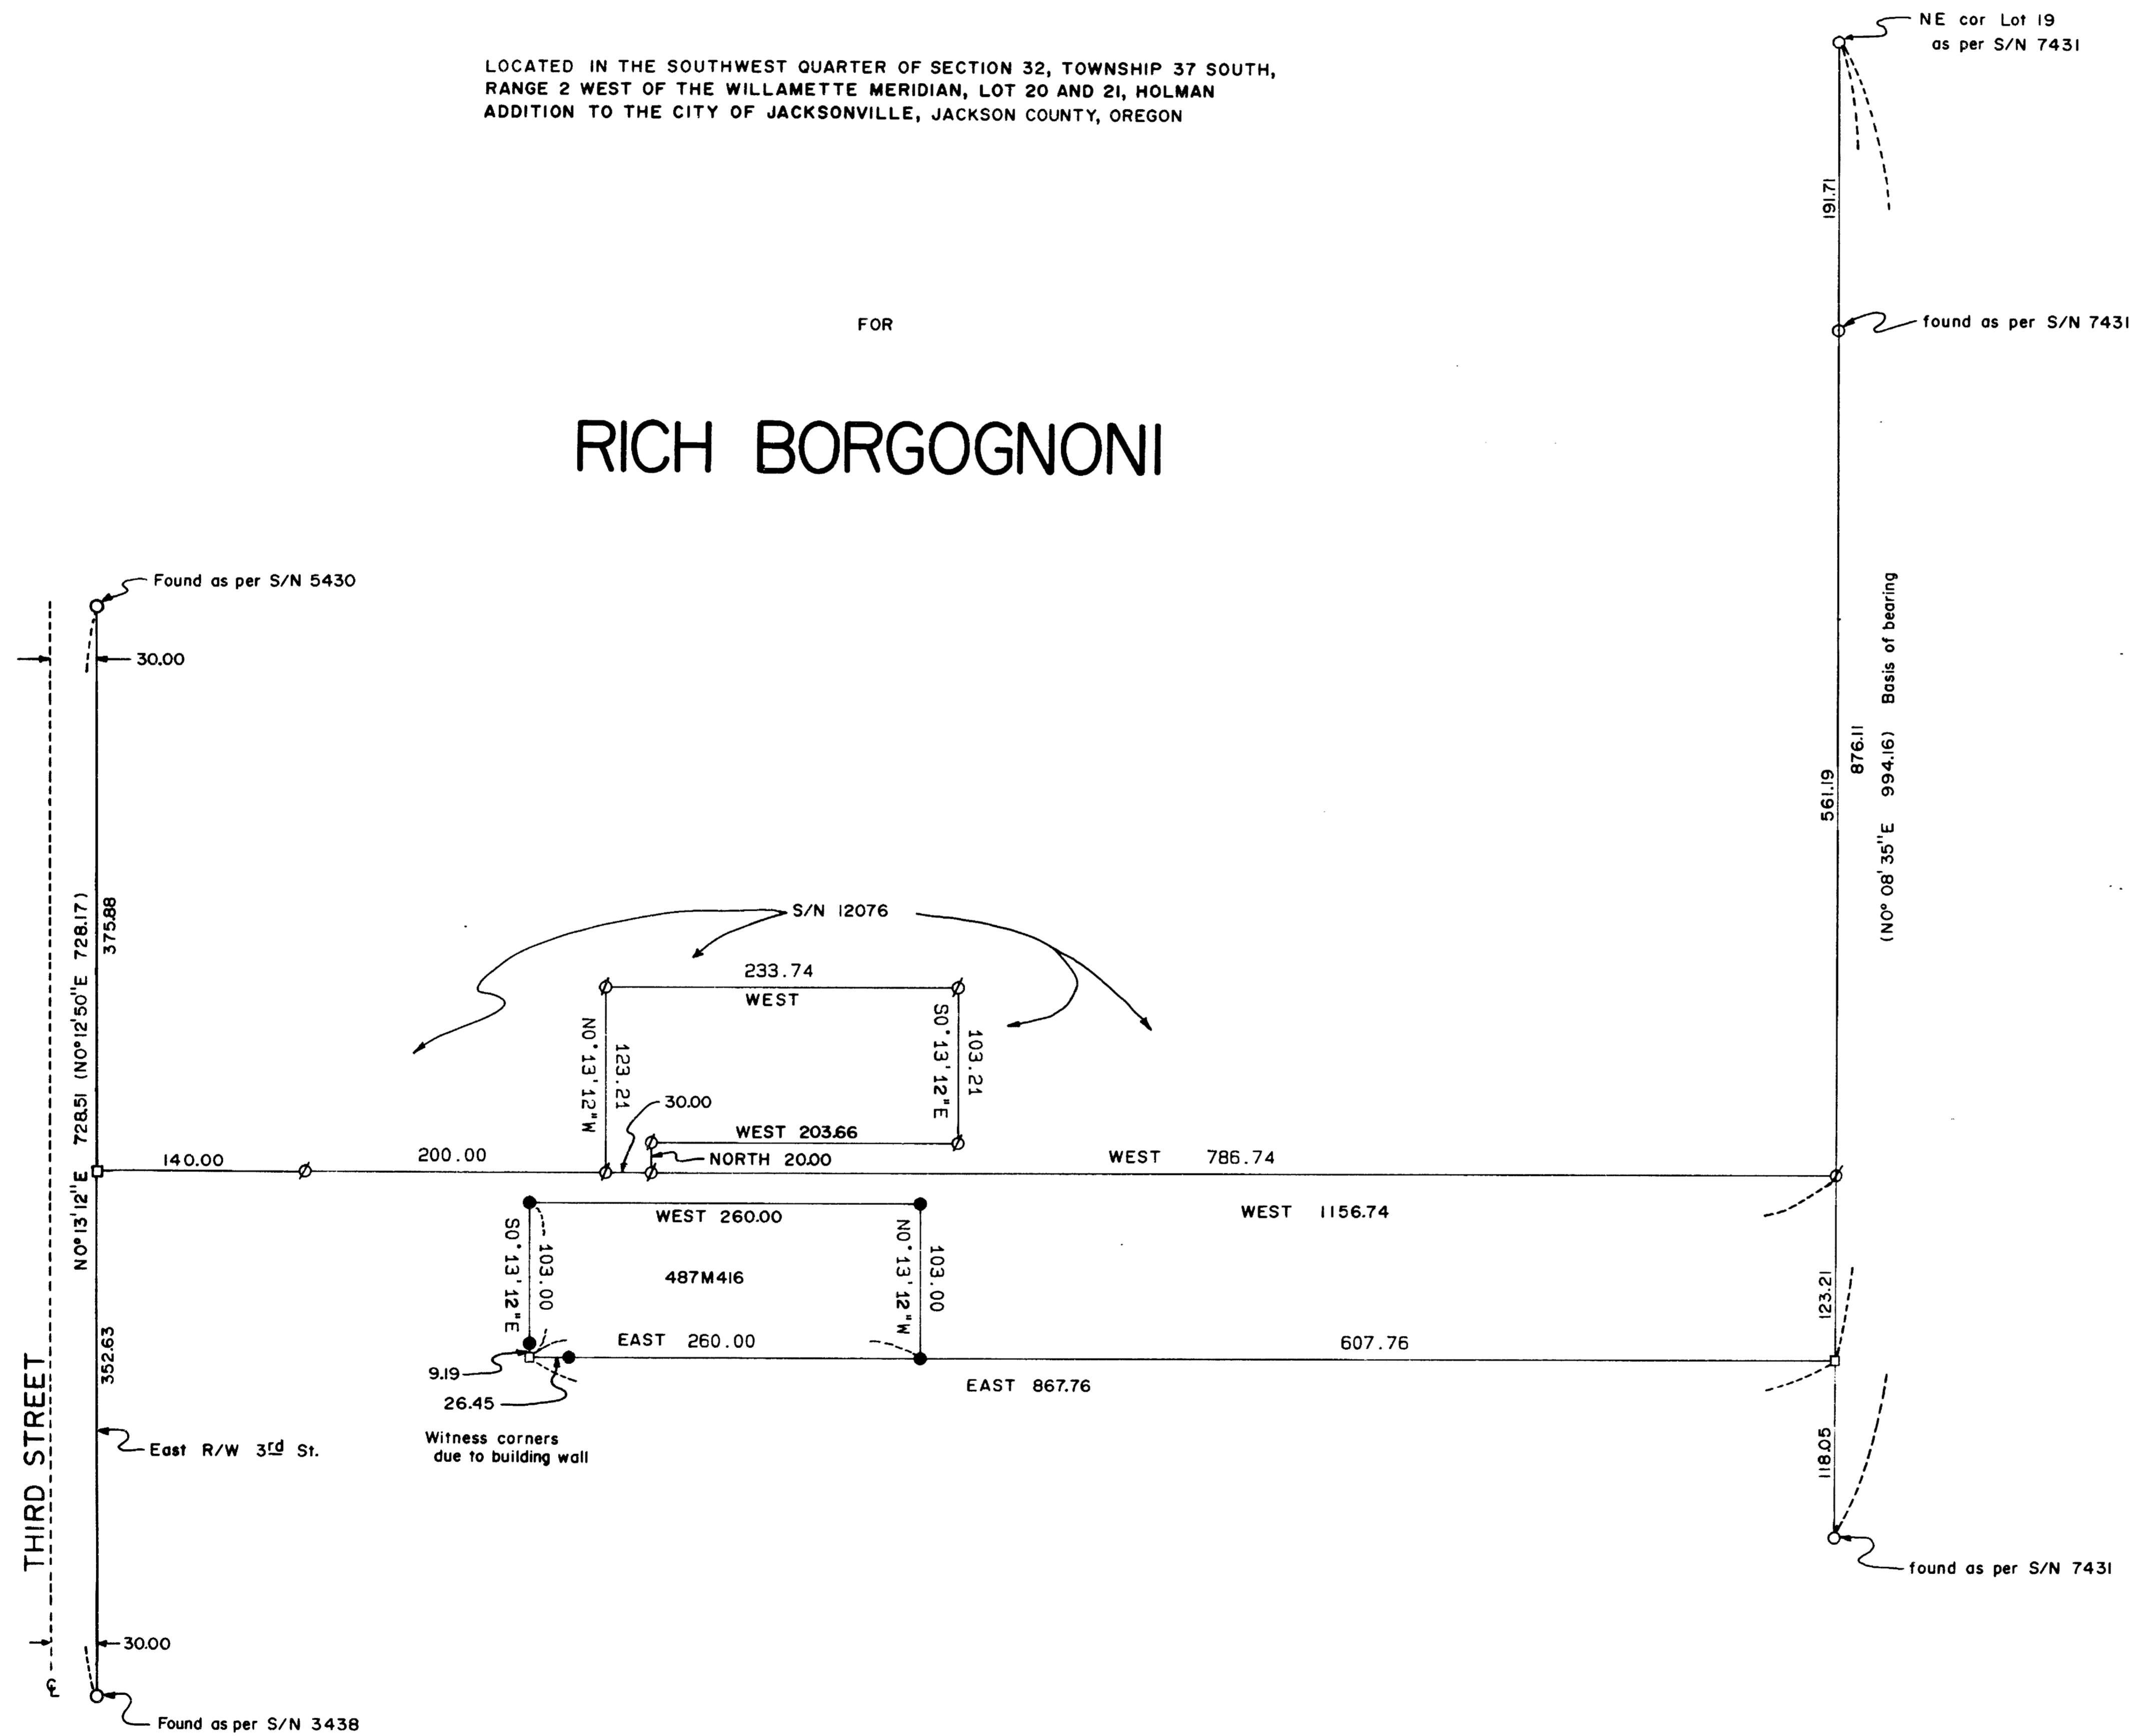 NE cor Lot 19
as per S/N 7431
LOCATED IN THE SOUTHWEST QUARTER OF SECTION 32, TOWNSHIP 37 SOUTH,
RANGE 2 WEST OF THE WILLAMETTE MERIDIAN, LOT 20 AND 21, HOLMAN
ADDITION TO THE CITY OF JACKSONVILLE, JACKSON COUNTY, OREGON
191.71
FOR
found as per S/N 7431
RICH BORGOGNONI
Found as per S/N 5430
30.00
Basis of bearing
(N0° 08' 35"E 994.16)
876.11
561.19
N0° 13' 12"E 728.51 (N0° 12' 50"E 728.17)
375.88
S/N 12076
233.74
WEST
N0°13'12"W
123.21
S0°13'12"E
103.21
30.00
WEST 203.66
NORTH 20.00
140.00
200.00
WEST 786.74
WEST 260.00
WEST 1156.74
S0°13'12"E
103.00
487M416
N0°13'12"W
103.00
123.21
EAST 260.00
607.76
9.19
EAST 867.76
26.45
352.63
Witness corners
due to building wall
East R/W 3rd St.
118.05
THIRD STREET
found as per S/N 7431
30.00
℄
Found as per S/N 3438